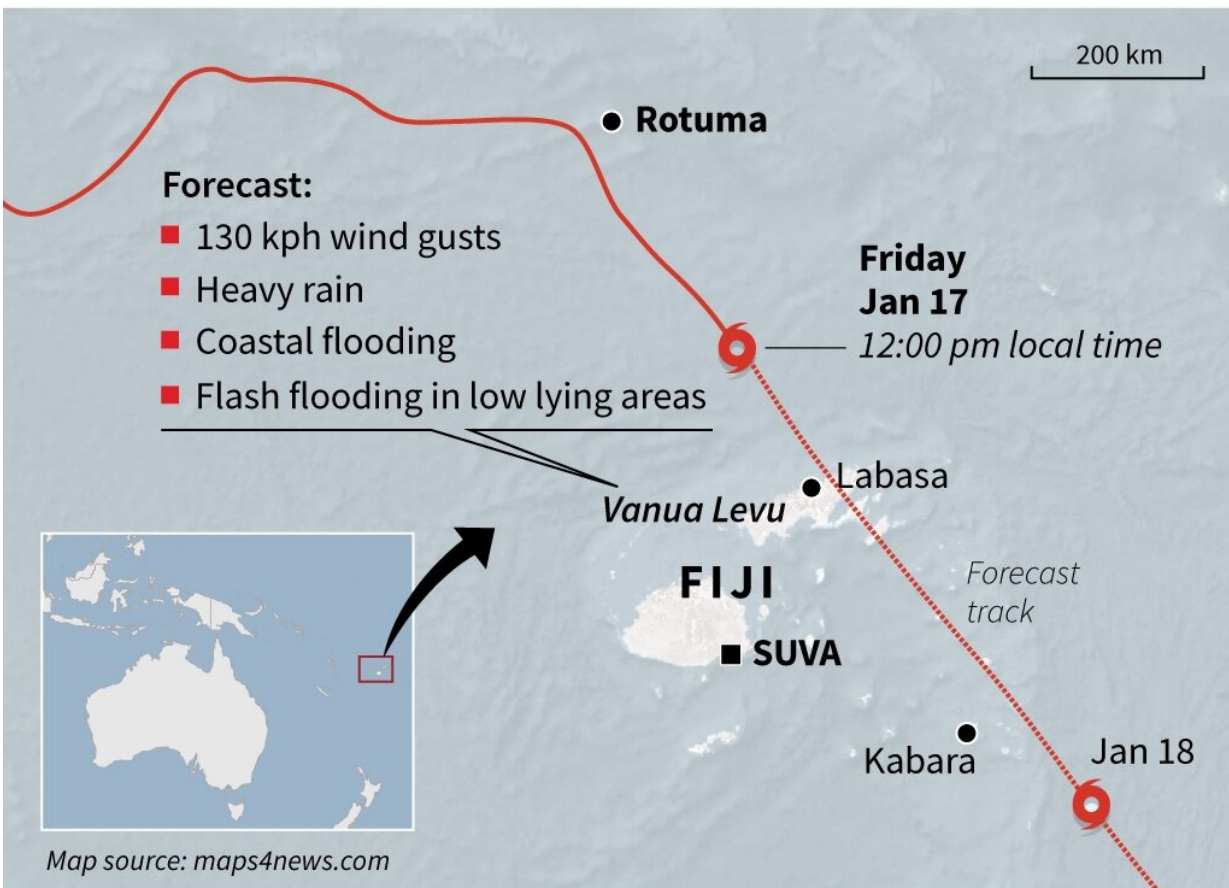 200 km
Rotuma
Forecast:
130 kph wind gusts
Heavy rain
Coastal flooding
Flash flooding in low lying areas
Friday
Jan 17
12:00 pm local time
Labasa
Vanua Levu
FIJI
Forecast
track
SUVA
Kabara
Jan 18
Map source: maps4news.com